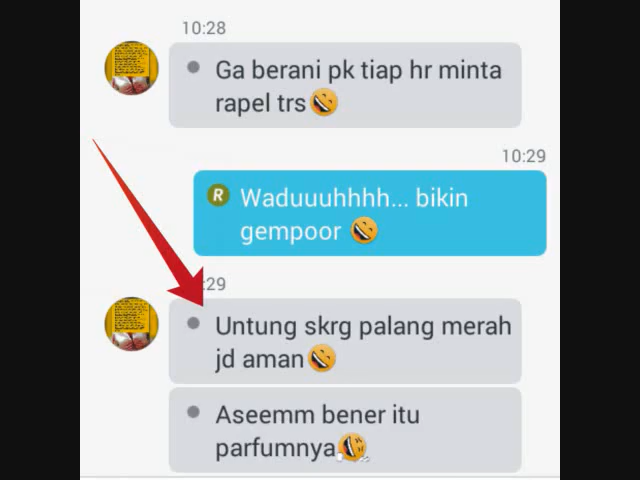 10:28
Ga berani pk tiap hr minta
rapel trs
10:29
R Waduuuhhhh... bikin
gempoor
:29
Untung skrg palang merah
jd aman
Aseemm bener itu
parfumnya